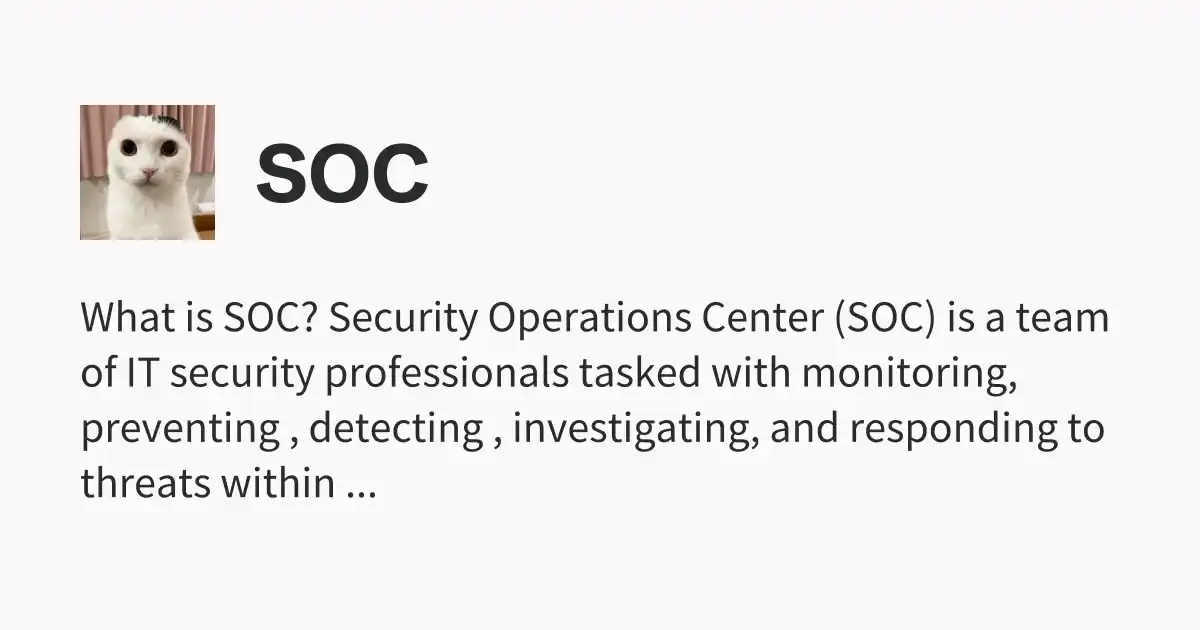 SOC
What is SOC? Security Operations Center (SOC) is a team
of IT security professionals tasked with monitoring,
preventing , detecting , investigating, and responding to
threats within ...